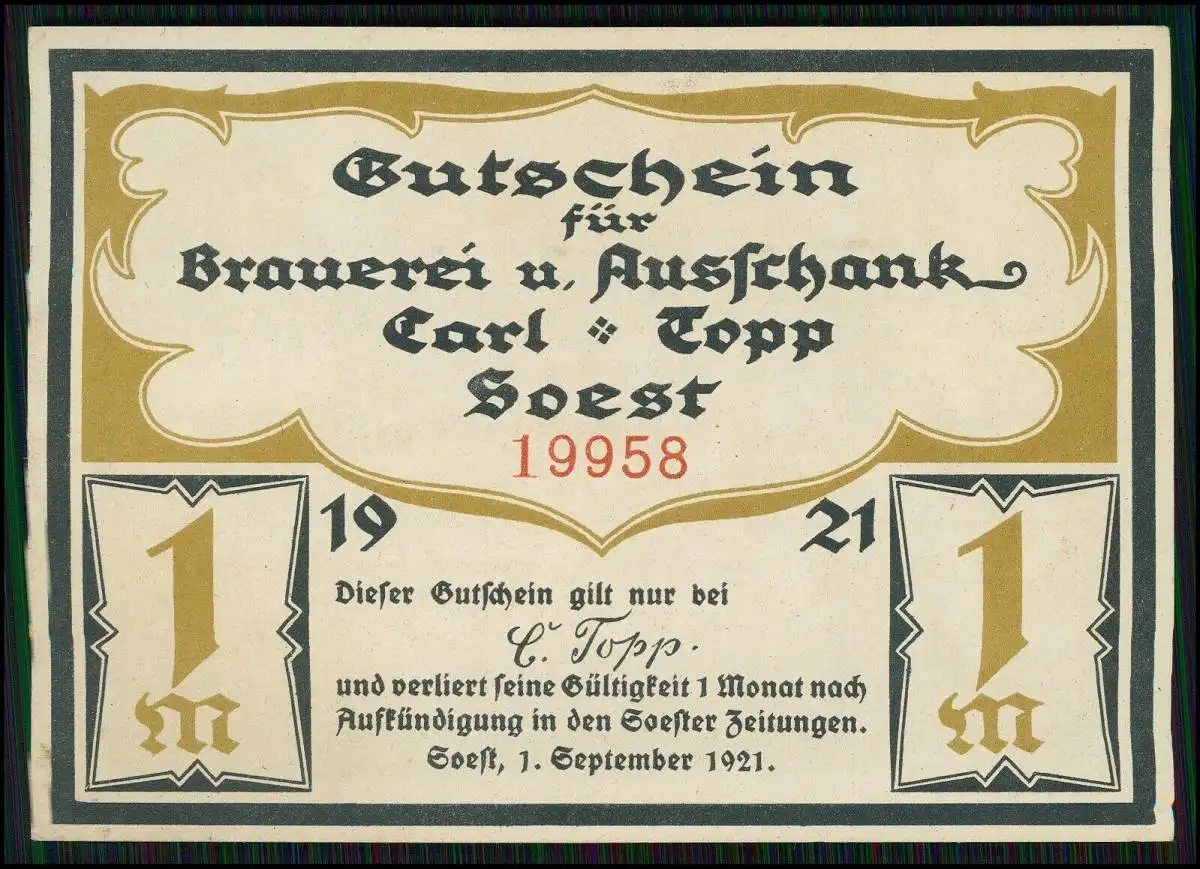 Gutschein
für
Brauerei u. Ausſchank
Carl Topp
Soest
19958
19 21
1 1
M M
Dieſer Gutſchein gilt nur bei
C. Topp.
und verliert ſeine Gültigkeit 1 Monat nach
Aufkündigung in den Soeſter Zeitungen.
Soeſt, 1. September 1921.